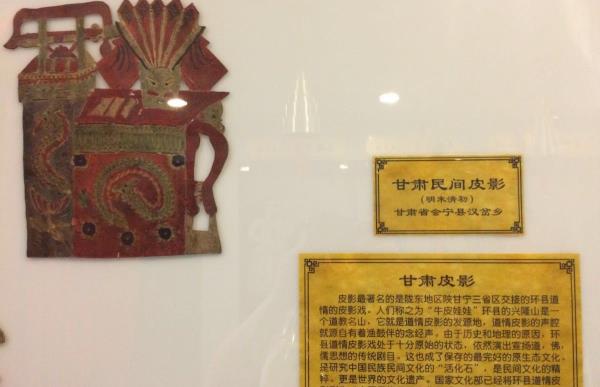 甘肃民间皮影
(明末清初)
甘肃省会宁县汉岔乡
甘肃皮影
皮影最著名的是陇东地区陕甘宁三省区交接的环县道
情的皮影戏，人们称之为“牛皮娃娃”环县的兴隆山是一
个道教名山，它就是道情皮影的发源地，道情皮影的声腔
就源自有着渔鼓伴的念经声。由于历史和地理的原因，环
县道情皮影戏处于十分原始的状态，依然演出宣扬道、佛、
儒思想的传统剧目。这也成了保存的最完好的原生态文化，
是研究中国民族民间文化的“活化石”，是民间文化的精
粹，更是世界的文化遗产。国家文化部已经将环县道情皮